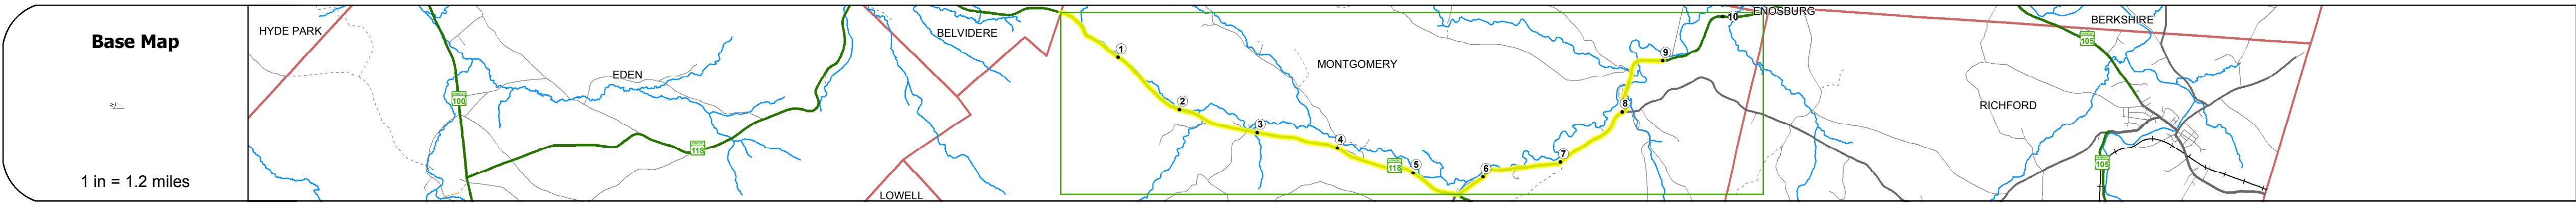 Base Map
1 in = 1.2 miles
HYDE PARK
EDEN
100
118
BELVIDERE
LOWELL
1
2
3
4
118
5
6
7
8
9
10
MONTGOMERY
ENOSBURG
RICHFORD
BERKSHIRE
105
105